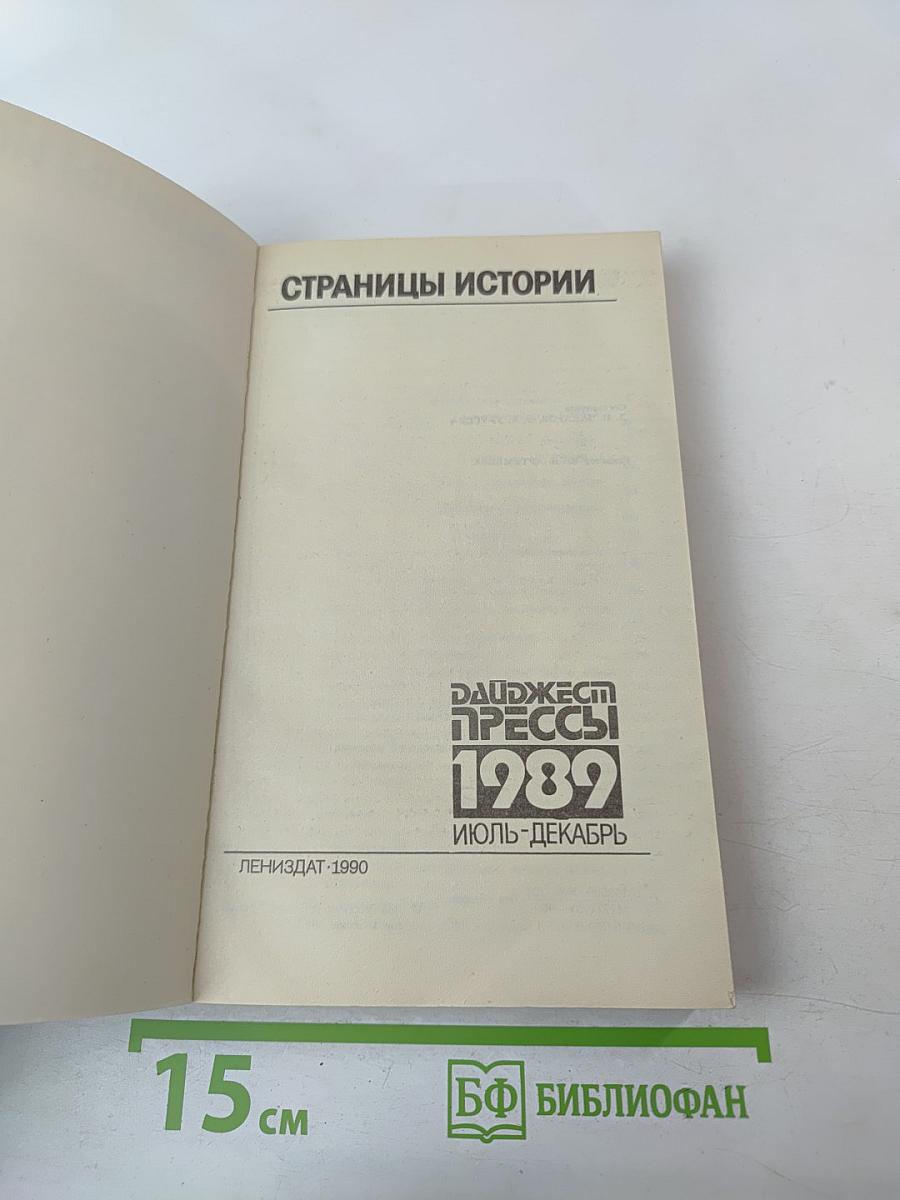 СТРАНИЦЫ ИСТОРИИ
ДАЙДЖЕСТ
ПРЕССЫ
1989
ИЮЛЬ-ДЕКАБРЬ
ЛЕНИЗДАТ·1990
15 см
БФ БИБЛИОФАН